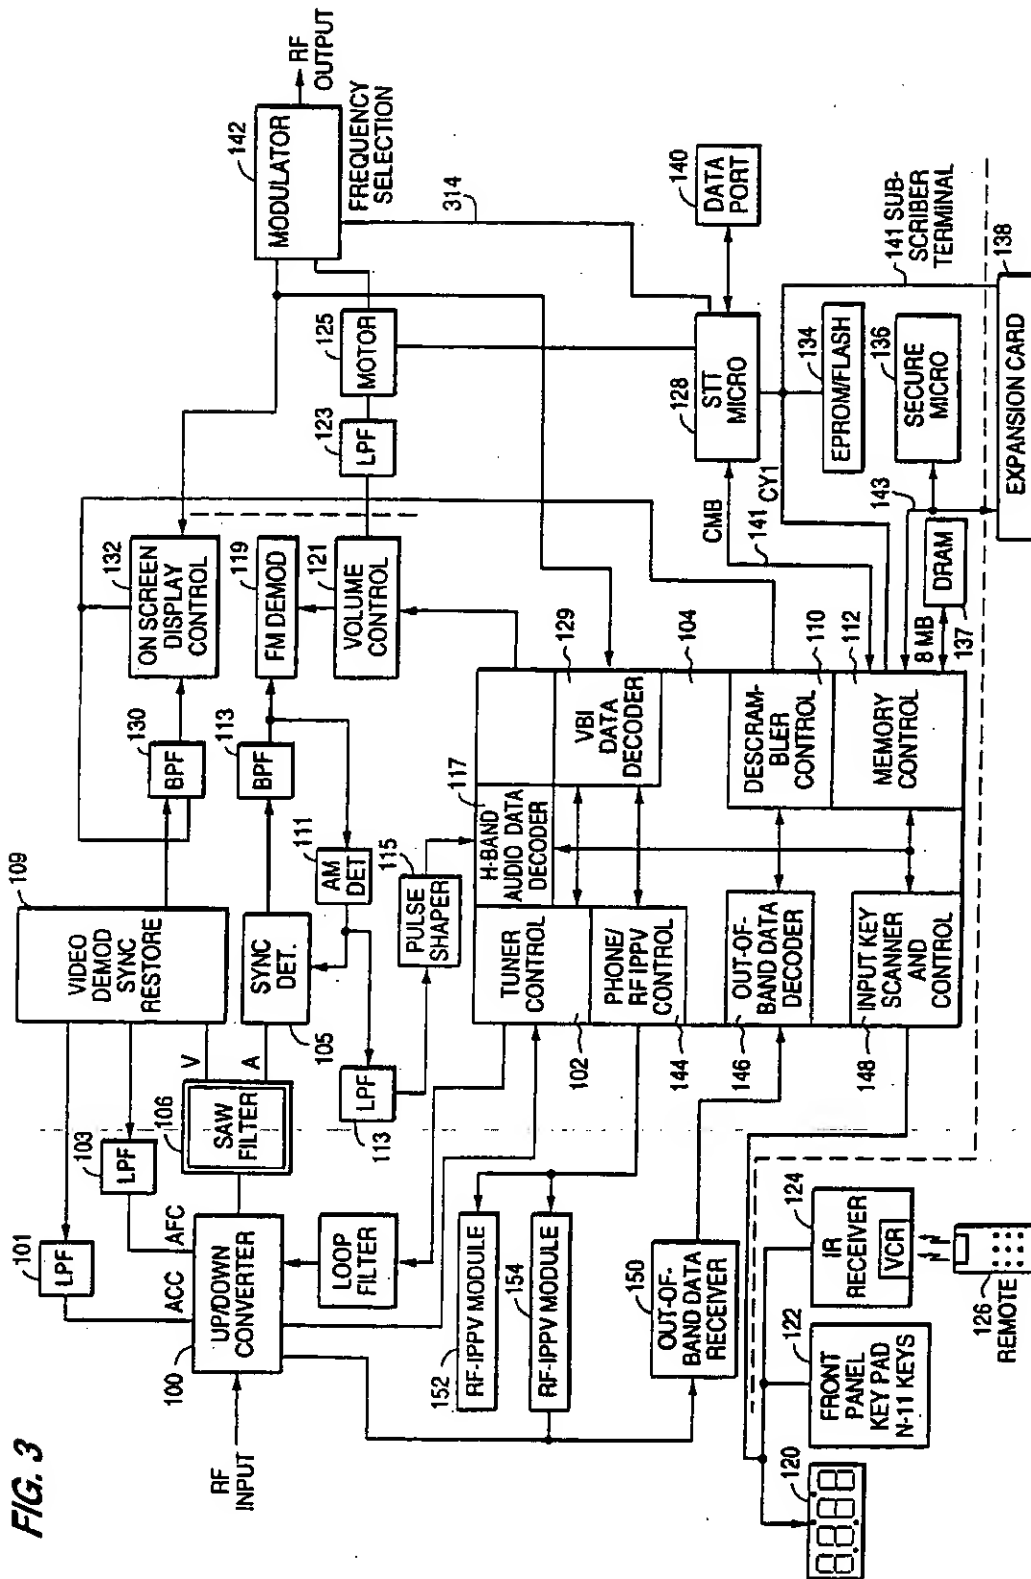 FIG. 3
RF
INPUT
100
UP/DOWN
CONVERTER
ACC
AFC
101
LPF
103
LPF
106
SAW
FILTER
V
A
109
VIDEO
DEMOD
SYNC
RESTORE
105
SYNC
DET.
130
BPF
113
BPF
132
ON SCREEN
DISPLAY
CONTROL
119
FM DEMOD
121
VOLUME
CONTROL
123
LPF
125
MOTOR
142
MODULATOR
RF
OUTPUT
FREQUENCY
SELECTION
314
111
AM
DET
113
LPF
115
PULSE
SHAPER
LOOP
FILTER
152
RF-IPPV MODULE
154
RF-IPPV MODULE
150
OUT-OF-
BAND DATA
RECEIVER
TUNER
CONTROL
102
117
H-BAND
AUDIO DATA
DECODER
129
VBI
DATA
DECODER
104
PHONE/
RF IPPV
CONTROL
144
OUT-OF-
BAND DATA
DECODER
146
DESCRAM-
BLER
CONTROL
110
INPUT KEY
SCANNER
AND
CONTROL
148
MEMORY
CONTROL
112
128
STT
MICRO
140
DATA
PORT
CMB
141
CY1
134
EPROM/FLASH
136
SECURE
MICRO
143
DRAM
8 MB
137
141 SUB-
SCRIBER
TERMINAL
138
EXPANSION CARD
120
8.8.8.8
122
FRONT
PANEL
KEY PAD
N-11 KEYS
124
IR
RECEIVER
VCR
126
REMOTE